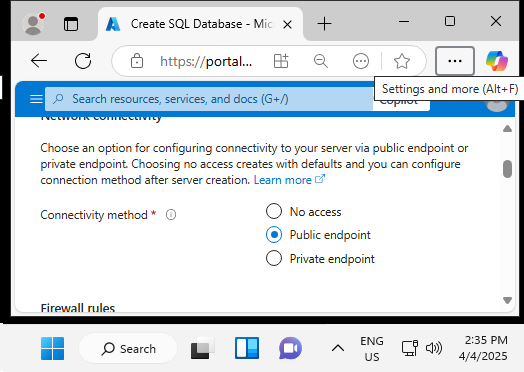 Create SQL Database - Mic
https://portal...
Settings and more (Alt+F)
Search resources, services, and docs (G+/)
Copilot
Network connectivity
Choose an option for configuring connectivity to your server via public endpoint or
private endpoint. Choosing no access creates with defaults and you can configure
connection method after server creation. Learn more
Connectivity method *
No access
Public endpoint
Private endpoint
Firewall rules
Search
ENG
US
2:35 PM
4/4/2025